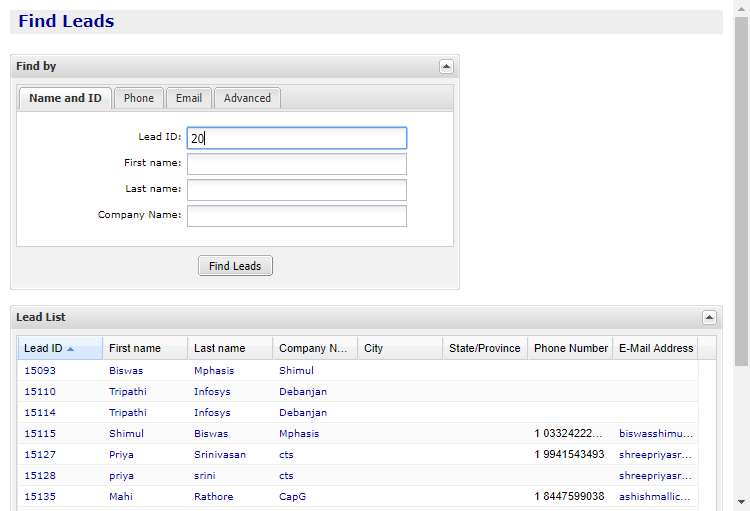 Find Leads
Find by
Name and ID Phone Email Advanced
Lead ID: 20
First name:
Last name:
Company Name:
Find Leads
Lead List
Lead ID First name Last name Company N... City State/Province Phone Number E-Mail Address
15093 Biswas Mphasis Shimul
15110 Tripathi Infosys Debanjan
15114 Tripathi Infosys Debanjan
15115 Shimul Biswas Mphasis 1 03324222... biswasshimu...
15127 Priya Srinivasan cts 1 9941543493 shreepriyasr...
15128 priya srini cts shreepriyasr...
15135 Mahi Rathore CapG 1 8447599038 ashishmallic...